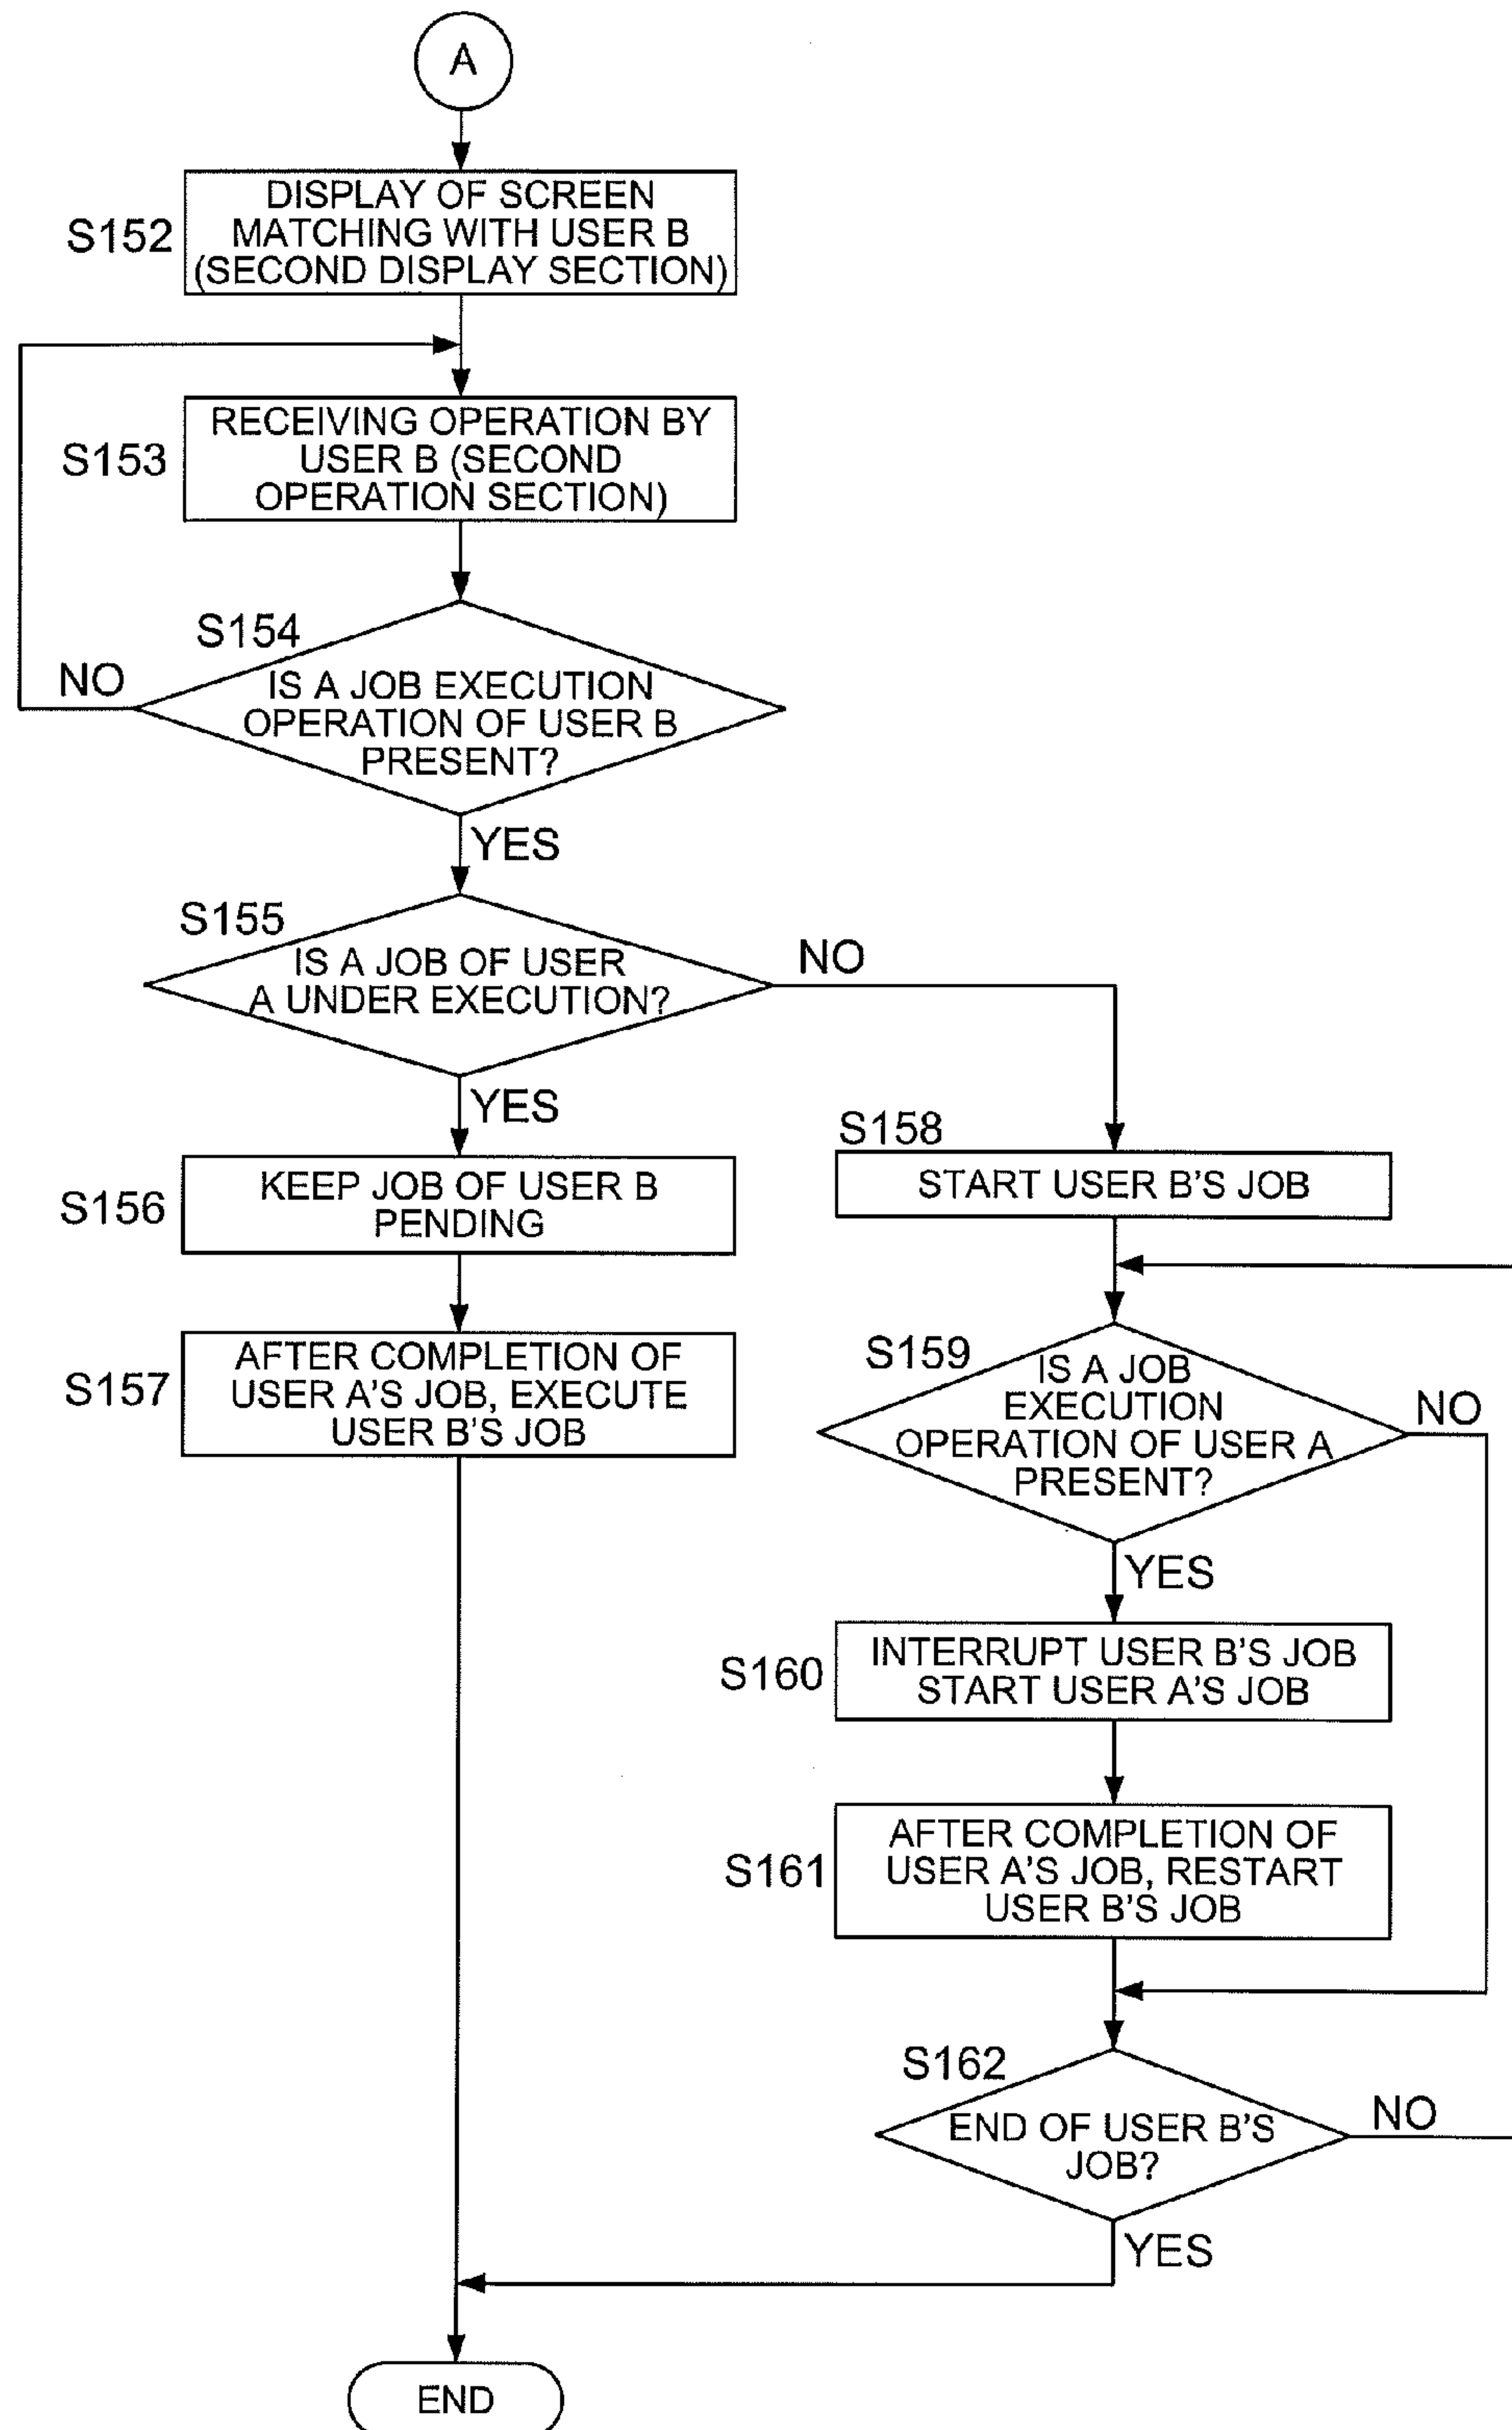 A
DISPLAY OF SCREEN
MATCHING WITH USER B
(SECOND DISPLAY SECTION)
S152
RECEIVING OPERATION BY
USER B (SECOND
OPERATION SECTION)
S153
S154
NO
IS A JOB EXECUTION
OPERATION OF USER B
PRESENT?
YES
S155
IS A JOB OF USER
A UNDER EXECUTION?
NO
YES
S156
KEEP JOB OF USER B
PENDING
S157
AFTER COMPLETION OF
USER A'S JOB, EXECUTE
USER B'S JOB
S158
START USER B'S JOB
S159
IS A JOB
EXECUTION
OPERATION OF USER A
PRESENT?
NO
YES
S160
INTERRUPT USER B'S JOB
START USER A'S JOB
S161
AFTER COMPLETION OF
USER A'S JOB, RESTART
USER B'S JOB
S162
END OF USER B'S
JOB?
NO
YES
END